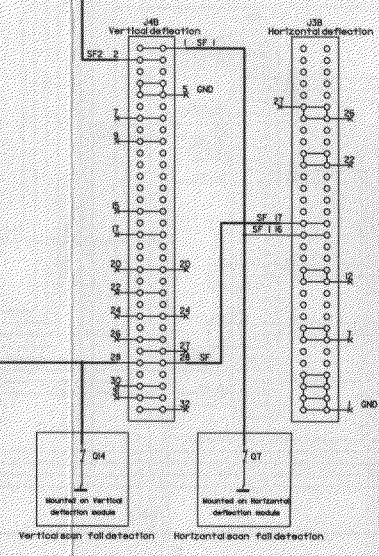 J4B
Vertical deflection
J3B
Horizontal deflection
1 SF 1
SF2 2
5 GND
7
9
27
26
22
15
17
SF 17
SF 1 16
20 20
22
12
24 24
26
27
28 28 SF
7
30
32
1 GND
Q14
Q7
Mounted on Vertical
deflection module
Mounted on Horizontal
deflection module
Vertical scan fail detection
Horizontal scan fail detection